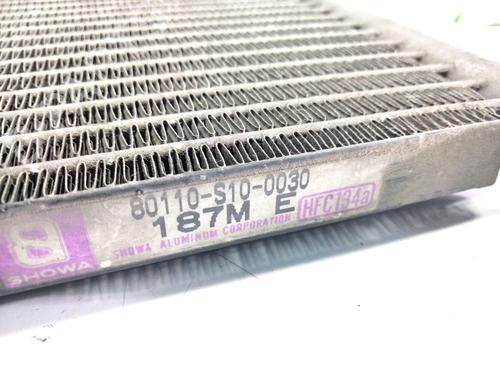 80110-S10-0030
187M E HFC134a
SHOWA ALUMINUM CORPORATION
S
SHOWA